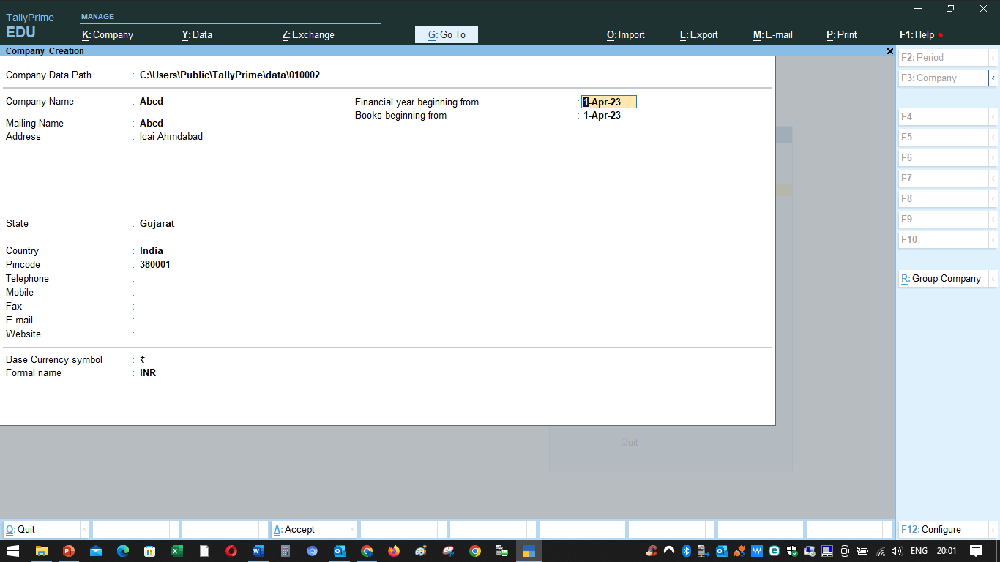 TallyPrime
EDU
MANAGE
K: Company
Y: Data
Z: Exchange
G: Go To
O: Import
E: Export
M: E-mail
P: Print
F1: Help
Company Creation
Company Data Path : C:\Users\Public\TallyPrime\data\010002
Company Name : Abcd
Financial year beginning from : 1-Apr-23
Books beginning from : 1-Apr-23
Mailing Name : Abcd
Address : Icai Ahmdabad
State : Gujarat
Country : India
Pincode : 380001
Telephone :
Mobile :
Fax :
E-mail :
Website :
Base Currency symbol : ₹
Formal name : INR
Quit
F2: Period
F3: Company
F4
F5
F6
F7
F8
F9
F10
R: Group Company
Q: Quit
A: Accept
F12: Configure
ENG
20:01